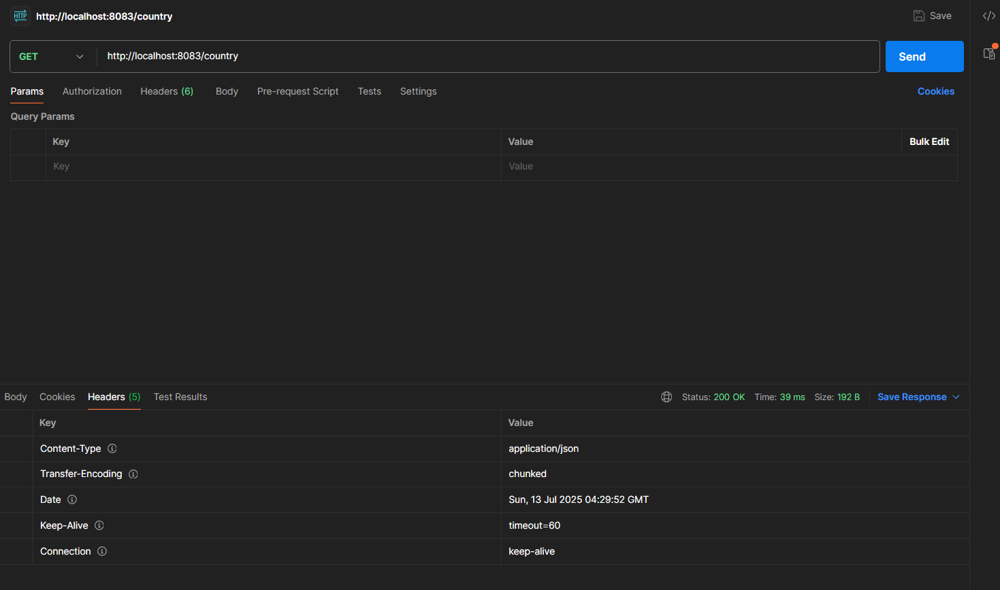 HTTP http://localhost:8083/country Save
GET http://localhost:8083/country Send
Params Authorization Headers (6) Body Pre-request Script Tests Settings Cookies
Query Params
Key Value Bulk Edit
Key Value
Body Cookies Headers (5) Test Results Status: 200 OK Time: 39 ms Size: 192 B Save Response
Key Value
Content-Type application/json
Transfer-Encoding chunked
Date Sun, 13 Jul 2025 04:29:52 GMT
Keep-Alive timeout=60
Connection keep-alive